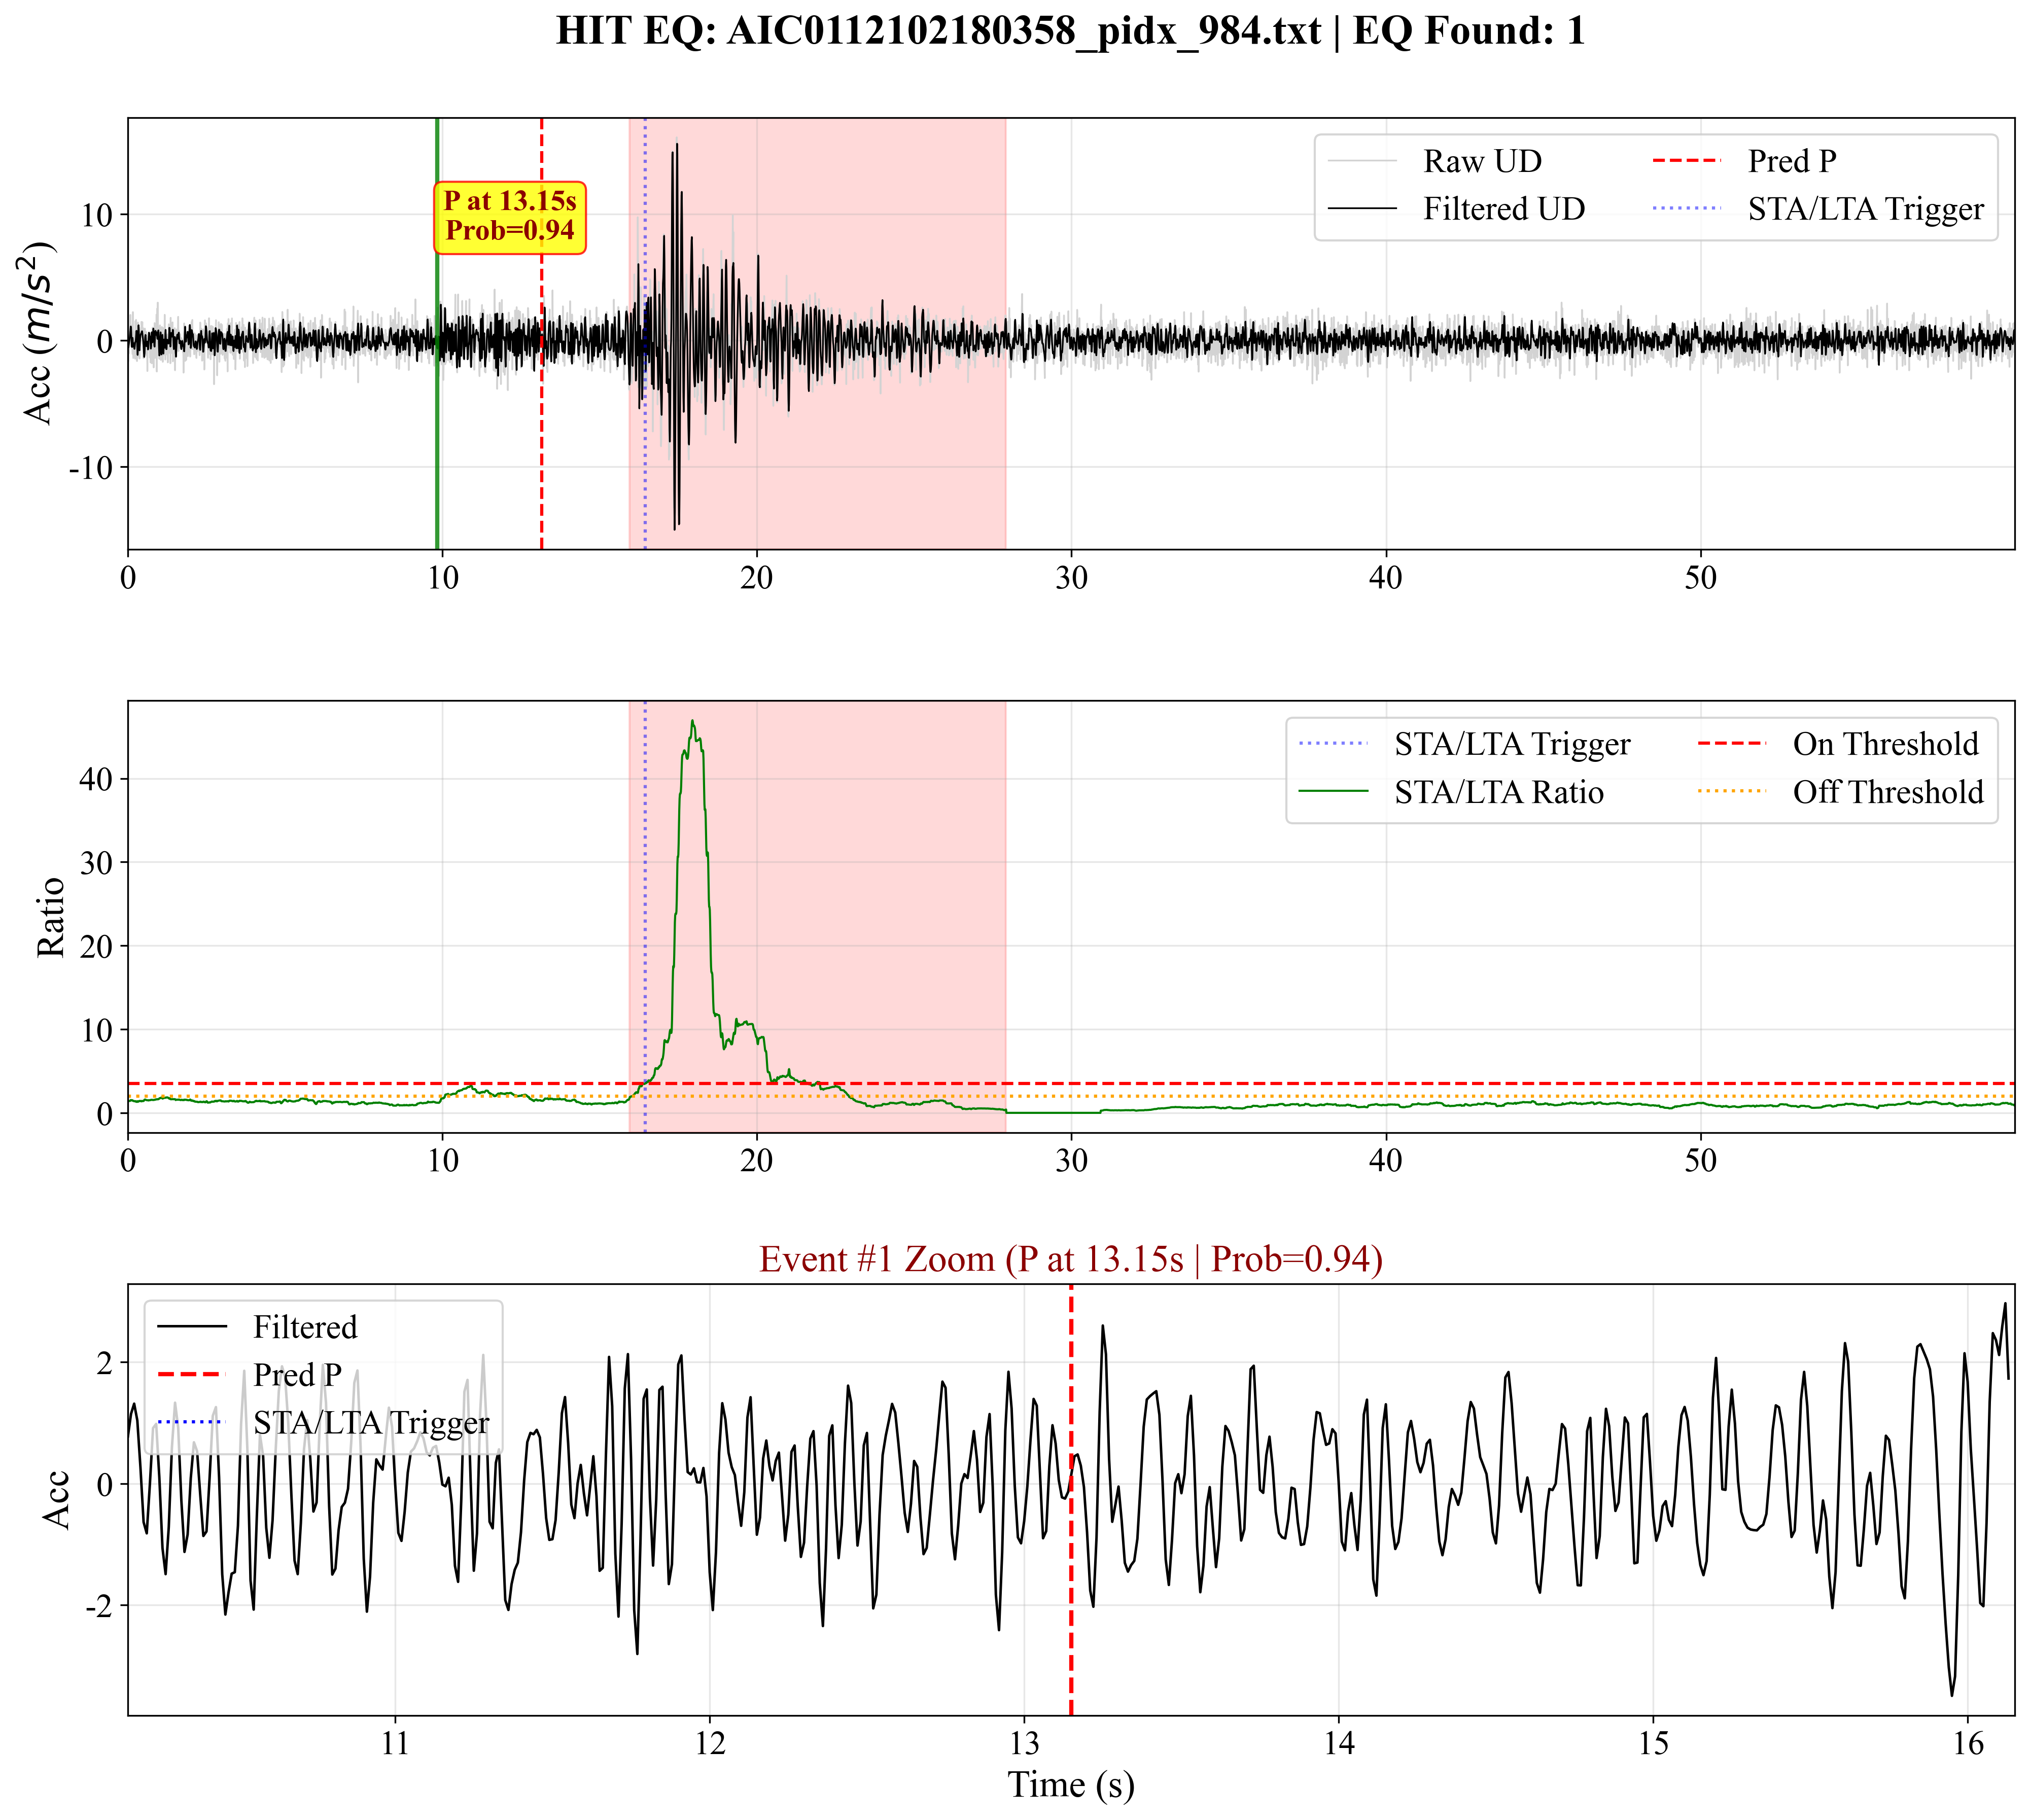 HIT EQ: AIC0112102180358_pidx_984.txt | EQ Found: 1
Raw UD
Filtered UD
Pred P
STA/LTA Trigger
P at 13.15s
Prob=0.94
Acc (m/s²)
10
0
-10
0 10 20 30 40 50
STA/LTA Trigger
STA/LTA Ratio
On Threshold
Off Threshold
Ratio
40
30
20
10
0
0 10 20 30 40 50
Event #1 Zoom (P at 13.15s | Prob=0.94)
Filtered
Pred P
STA/LTA Trigger
Acc
2
0
-2
11 12 13 14 15 16
Time (s)